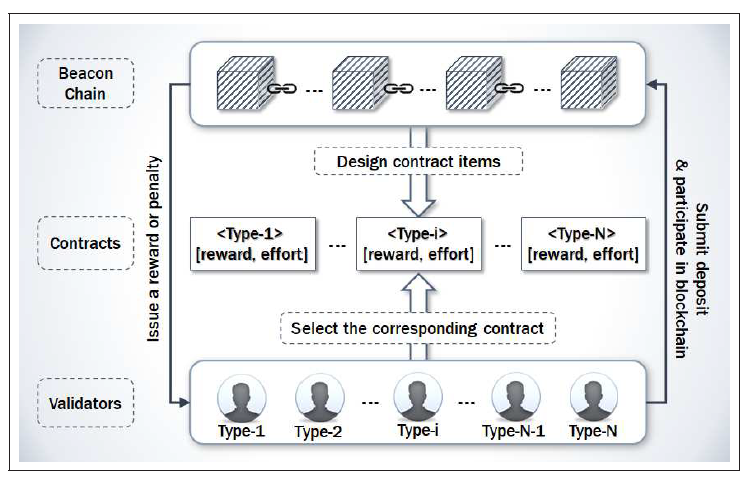 Beacon
Chain
...
...
...
Design contract items
Issue a reward or penalty
Submit deposit
& participate in blockchain
Contracts
<Type-1>
[reward, effort]
...
<Type-i>
[reward, effort]
...
<Type-N>
[reward, effort]
Select the corresponding contract
Validators
...
...
Type-1
Type-2
Type-i
Type-N-1
Type-N